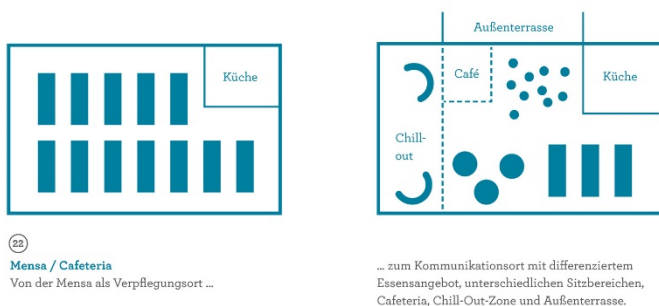 Küche
22
Mensa / Cafeteria
Von der Mensa als Verpflegungsort ...
Außenterrasse
Café
Küche
Chill-
out
... zum Kommunikationsort mit differenziertem
Essensangebot, unterschiedlichen Sitzbereichen,
Cafeteria, Chill-Out-Zone und Außenterrasse.